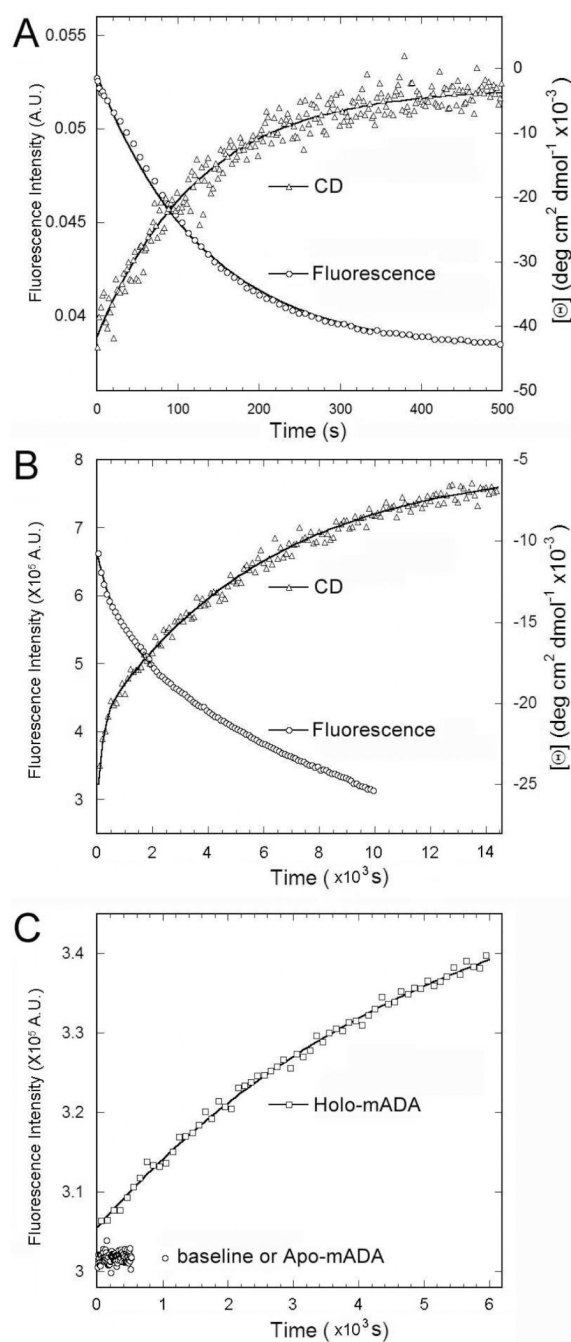 A
0.055
0.05
0.045
0.04
Fluorescence Intensity (A.U.)
0
-10
-20
-30
-40
-50
[Θ] (deg cm² dmol⁻¹ x10⁻³)
CD
Fluorescence
0 100 200 300 400 500
Time (s)
B
8
7
6
5
4
3
Fluorescence Intensity (X10⁵ A.U.)
-5
-10
-15
-20
-25
[Θ] (deg cm² dmol⁻¹ x10⁻³)
CD
Fluorescence
0 2 4 6 8 10 12 14
Time ( x10³ s)
C
3.4
3.3
3.2
3.1
3
Fluorescence Intensity (X10⁵ A.U.)
Holo-mADA
baseline or Apo-mADA
0 1 2 3 4 5 6
Time ( x10³ s)